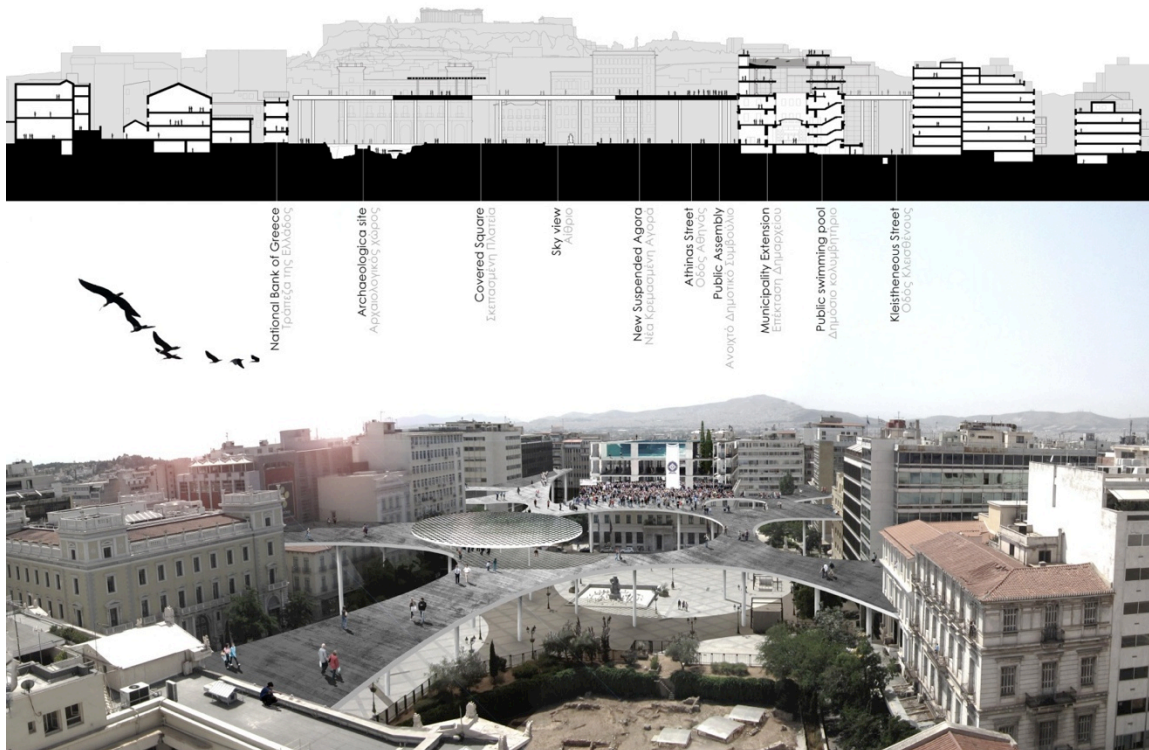 National Bank of Greece
Τράπεζα της Ελλάδος
Archaeologica site
Αρχαιολογικός χώρος
Covered Square
Σκεπασμένη Πλατεία
Sky view
Αίθριο
New Suspended Agora
Νέα Κρεμασμένη Αγορά
Athinas Street
Οδός Αθηνάς
Public Assembly
Ανοιχτό Δημοτικό Συμβούλιο
Municipality Extension
Επέκταση Δημαρχείου
Public swimming pool
Δημόσιο κολυμβητήριο
Kleistheneous Street
Οδός Κλεισθένους